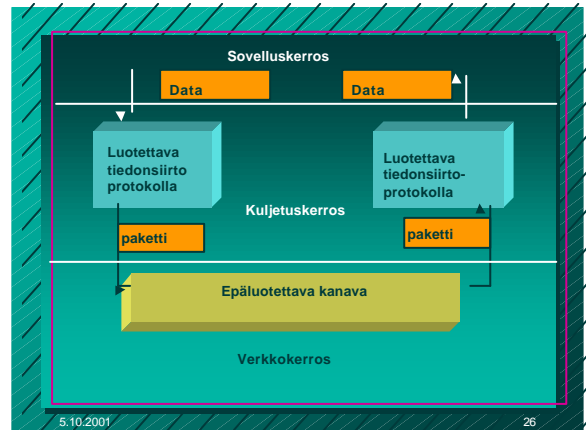 Sovelluskerros
Data
Data
Luotettava
tiedonsiirto
protokolla
Luotettava
tiedonsiirto-
protokolla
Kuljetuskerros
paketti
paketti
Epäluotettava kanava
Verkkokerros
5.10.2001
26